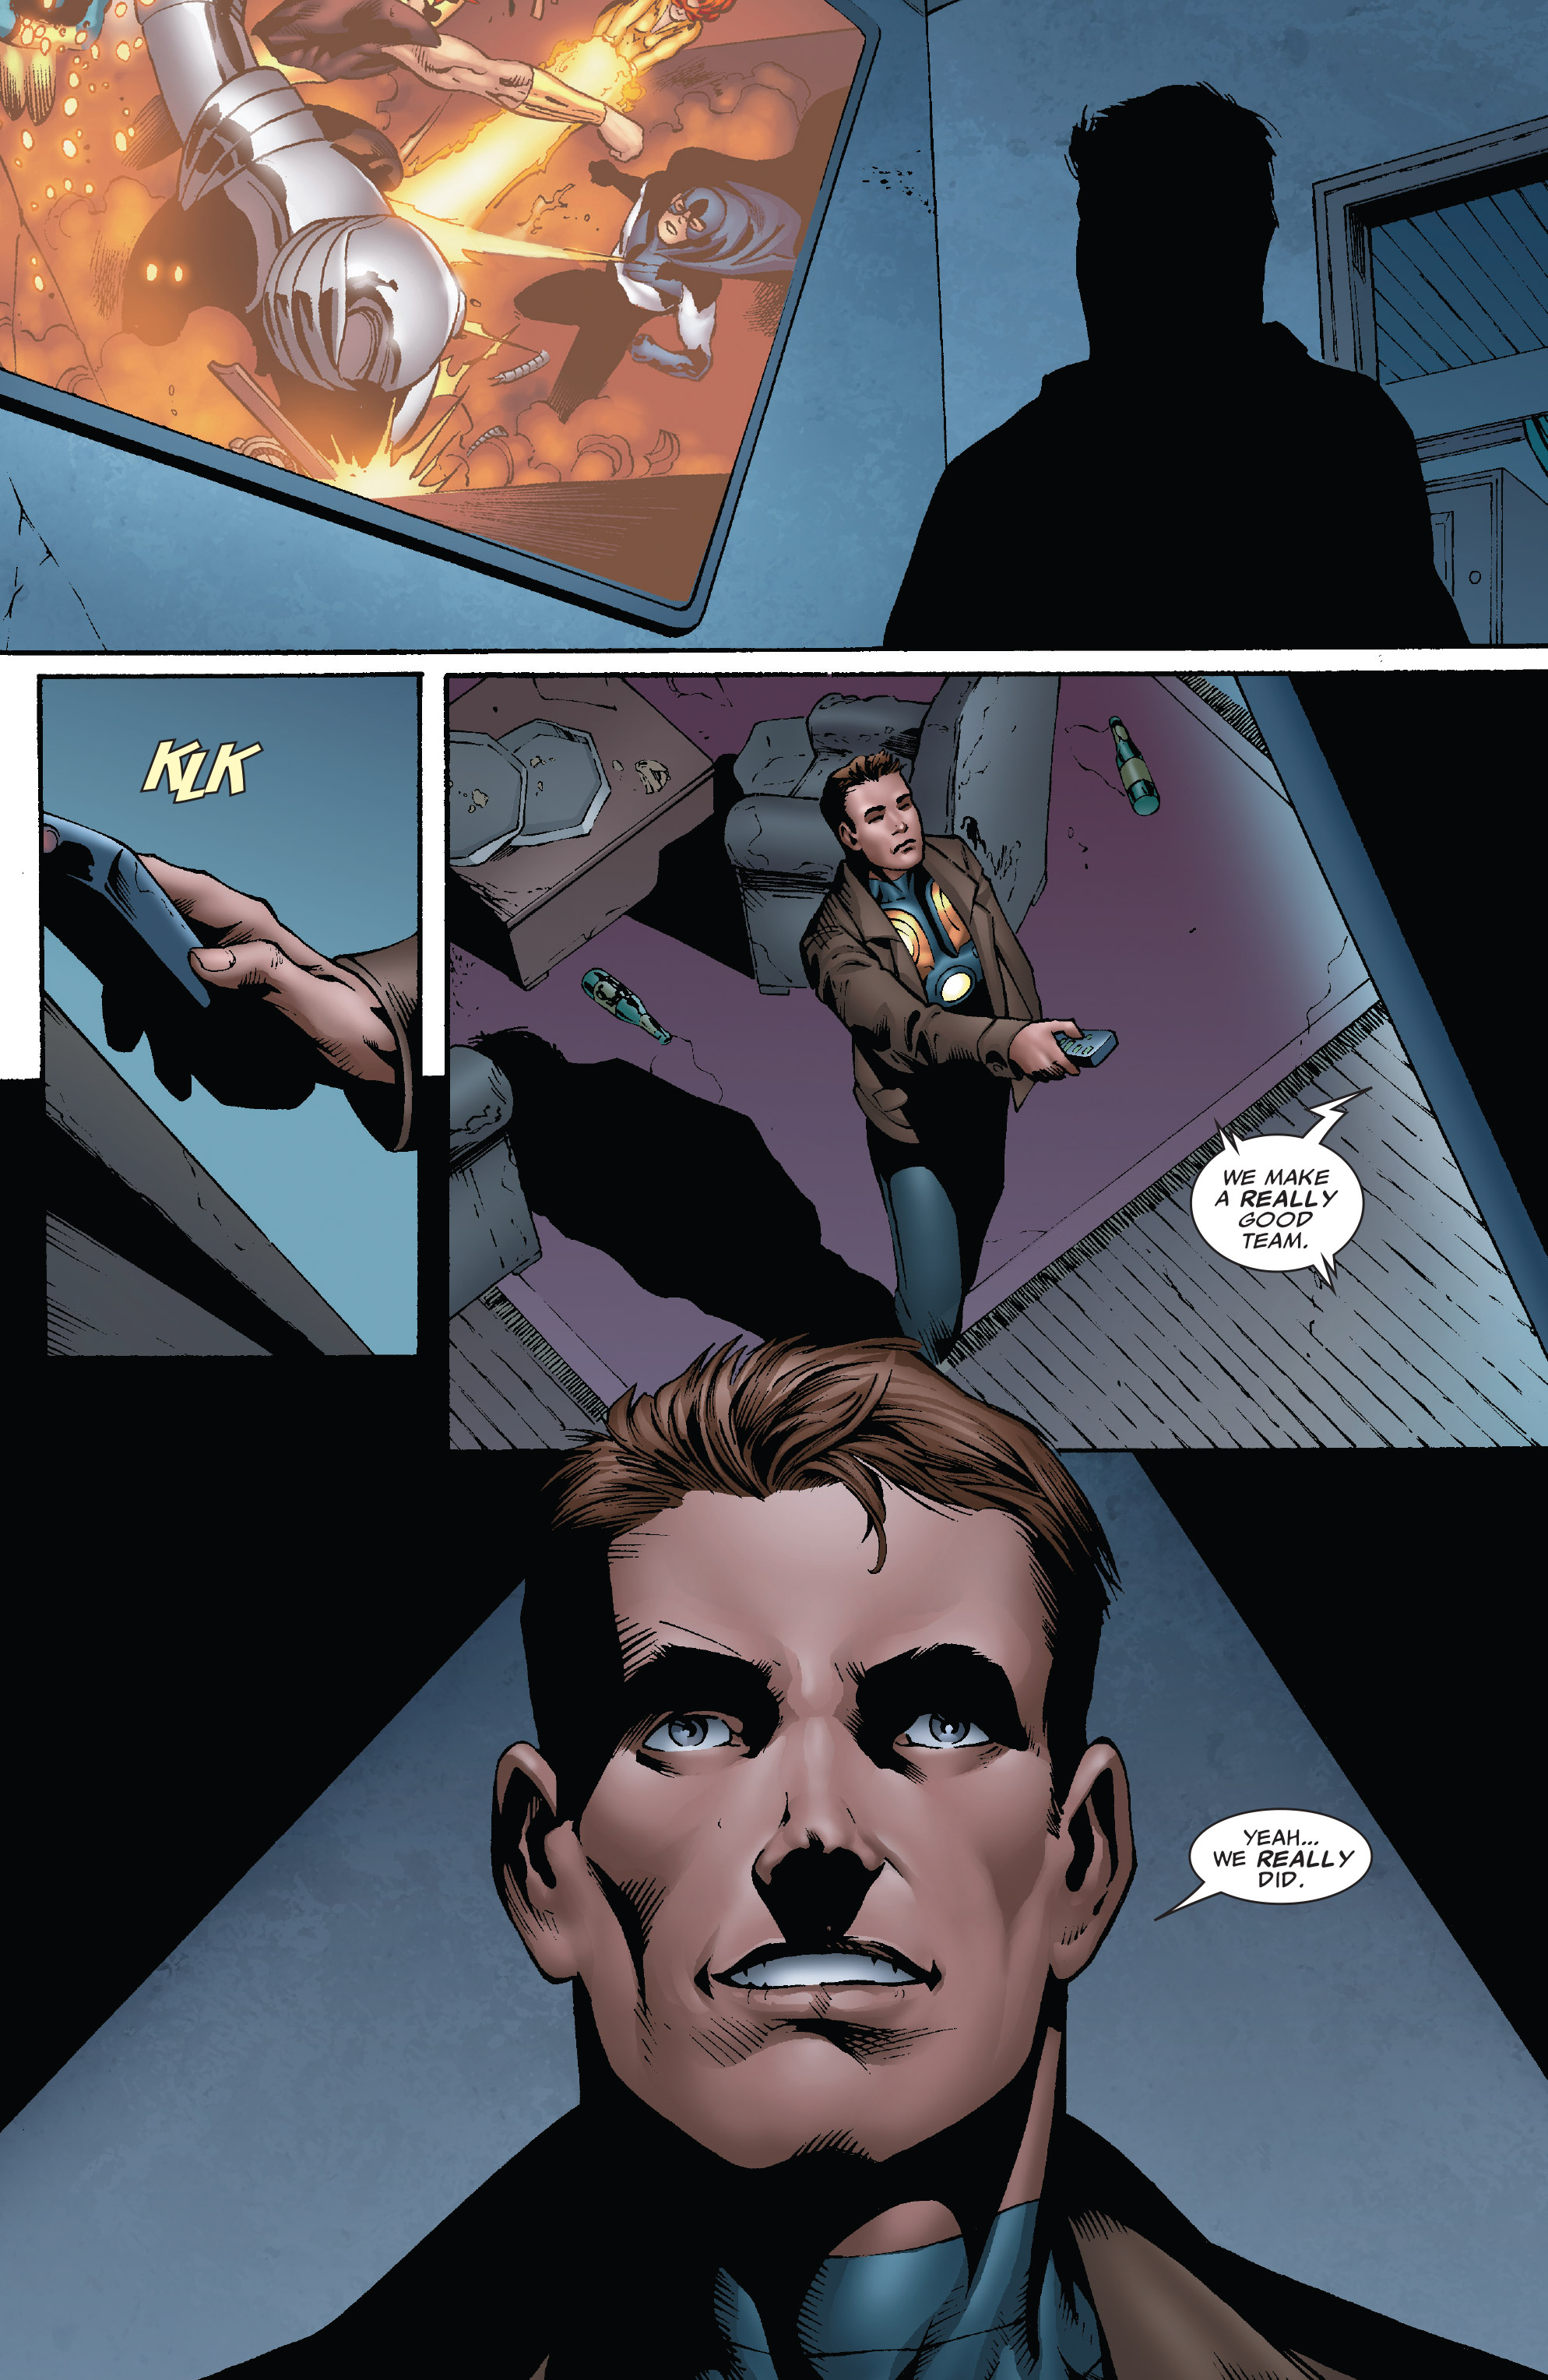 KLK
WE MAKE
A REALLY
GOOD
TEAM.
YEAH...
WE REALLY
DID.